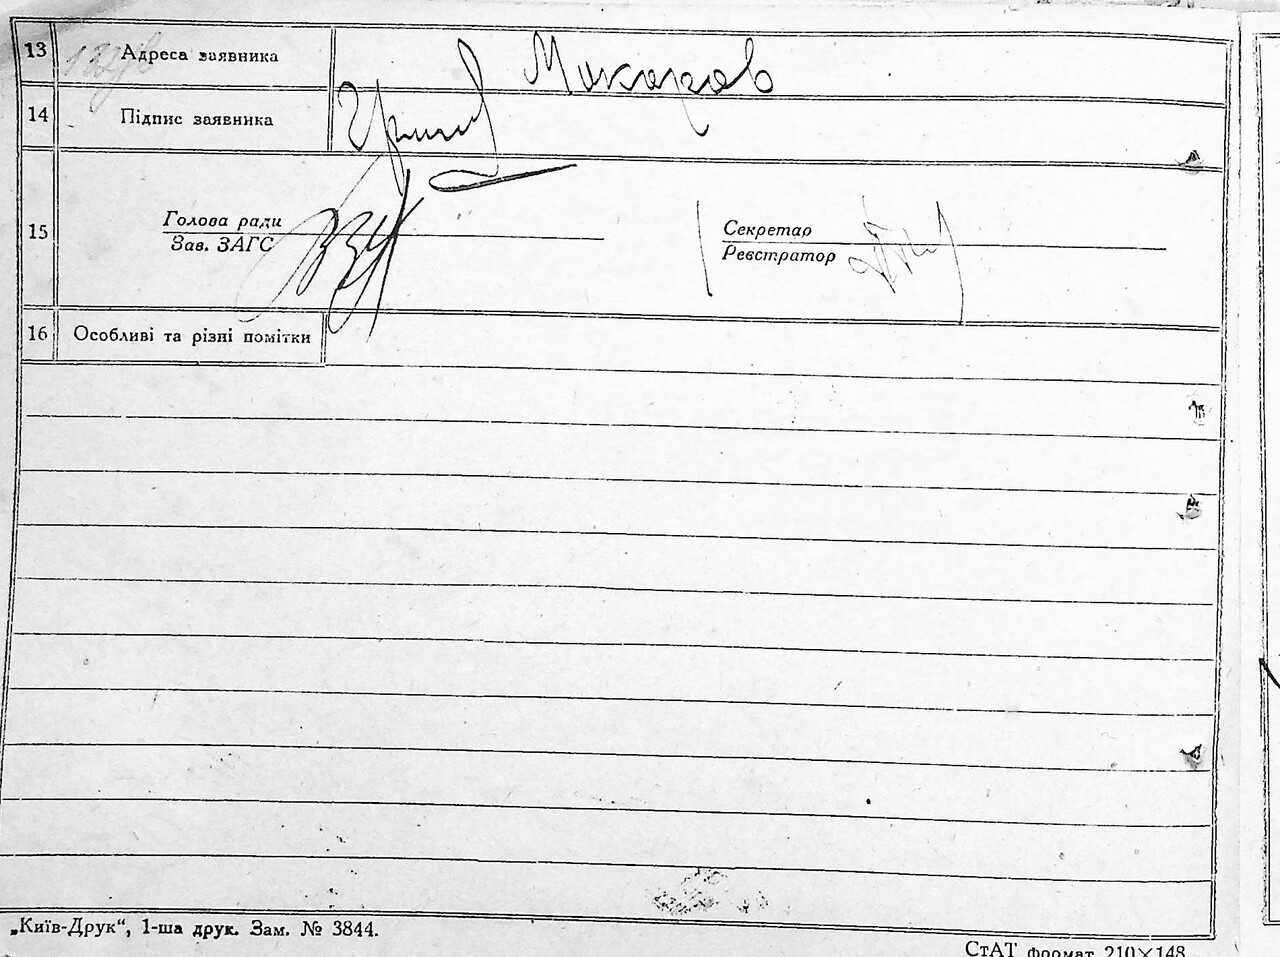 13 Адреса заявника Макаров
14 Підпис заявника
15 Голова ради
Зав. ЗАГС
Секретар
Реєстратор
16 Особливі та різні помітки
„Київ-Друк“, 1-ша друк. Зам. № 3844.
СтАТ формат 210×148